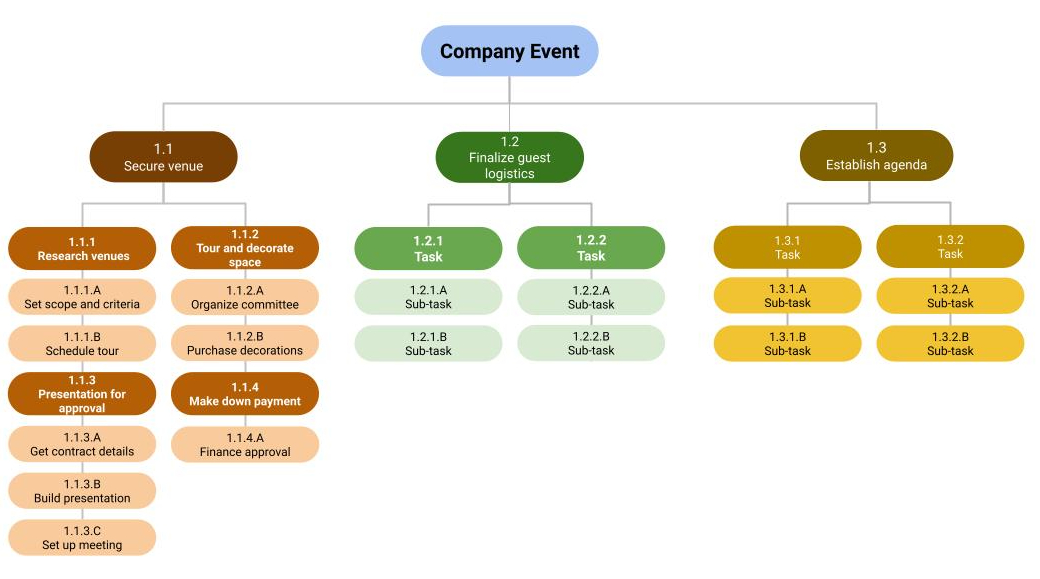 Company Event
1.1
Secure venue
1.2
Finalize guest
logistics
1.3
Establish agenda
1.1.1
Research venues
1.1.2
Tour and decorate
space
1.2.1
Task
1.2.2
Task
1.3.1
Task
1.3.2
Task
1.1.1.A
Set scope and criteria
1.1.2.A
Organize committee
1.2.1.A
Sub-task
1.2.2.A
Sub-task
1.3.1.A
Sub-task
1.3.2.A
Sub-task
1.1.1.B
Schedule tour
1.1.2.B
Purchase decorations
1.2.1.B
Sub-task
1.2.2.B
Sub-task
1.3.1.B
Sub-task
1.3.2.B
Sub-task
1.1.3
Presentation for
approval
1.1.4
Make down payment
1.1.3.A
Get contract details
1.1.4.A
Finance approval
1.1.3.B
Build presentation
1.1.3.C
Set up meeting